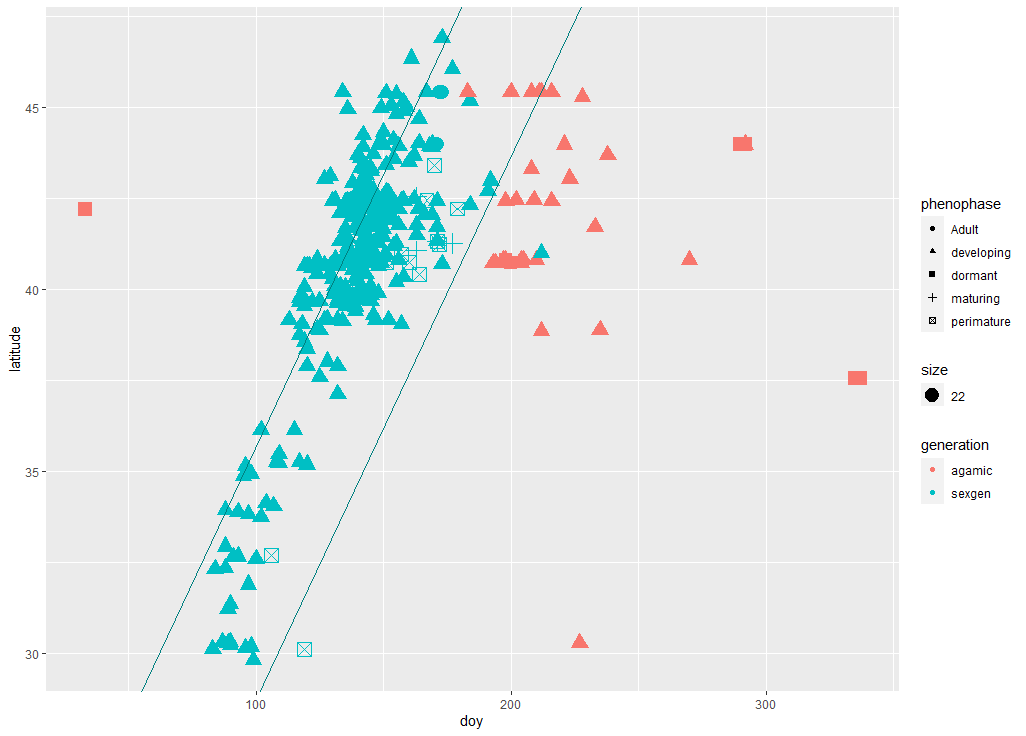 45
40
35
30
latitude
100
200
300
doy
phenophase
Adult
developing
dormant
maturing
perimature
size
22
generation
agamic
sexgen